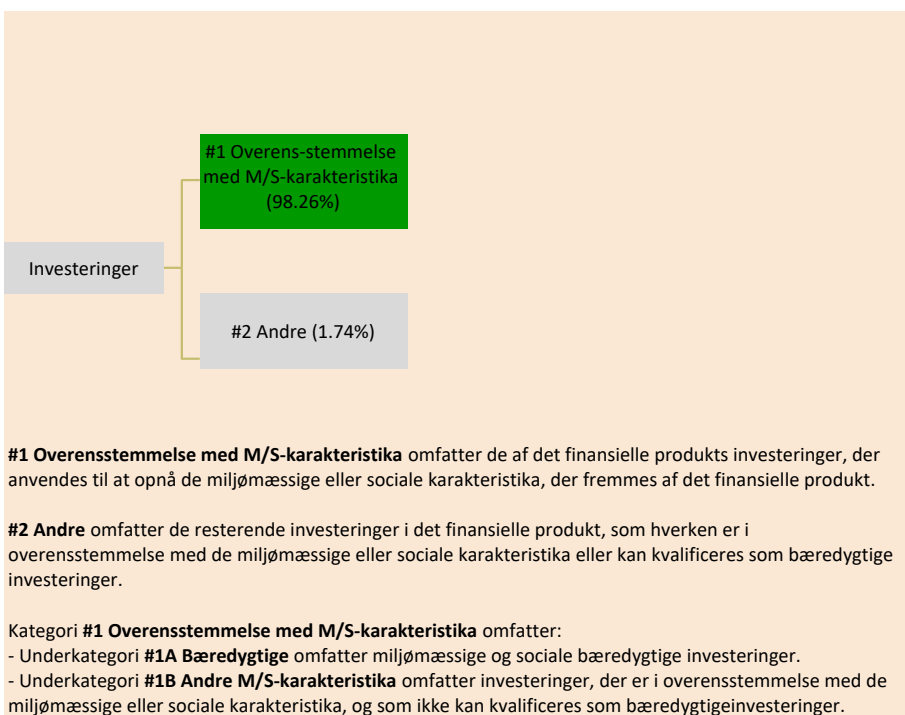 #1 Overens-stemmelse
med M/S-karakteristika
(98.26%)
Investeringer
#2 Andre (1.74%)
#1 Overensstemmelse med M/S-karakteristika omfatter de af det finansielle produkts investeringer, der
anvendes til at opnå de miljømæssige eller sociale karakteristika, der fremmes af det finansielle produkt.
#2 Andre omfatter de resterende investeringer i det finansielle produkt, som hverken er i
overensstemmelse med de miljømæssige eller sociale karakteristika eller kan kvalificeres som bæredygtige
investeringer.
Kategori #1 Overensstemmelse med M/S-karakteristika omfatter:
- Underkategori #1A Bæredygtige omfatter miljømæssige og sociale bæredygtige investeringer.
- Underkategori #1B Andre M/S-karakteristika omfatter investeringer, der er i overensstemmelse med de
miljømæssige eller sociale karakteristika, og som ikke kan kvalificeres som bæredygtigeinvesteringer.